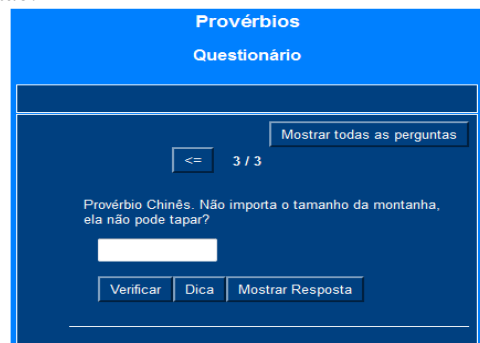 Provérbios
Questionário
Mostrar todas as perguntas
<= 3 / 3
Provérbio Chinês. Não importa o tamanho da montanha,
ela não pode tapar?
Verificar Dica Mostrar Resposta